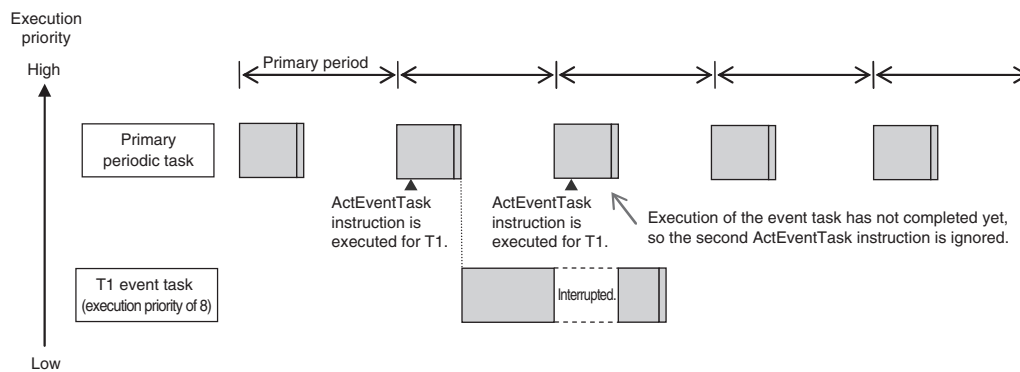 Execution
priority
High
Primary period
Primary
periodic task
ActEventTask
instruction is
executed for T1.
ActEventTask
instruction is
executed for T1.
Execution of the event task has not completed yet,
so the second ActEventTask instruction is ignored.
T1 event task
(execution priority of 8)
Interrupted.
Low